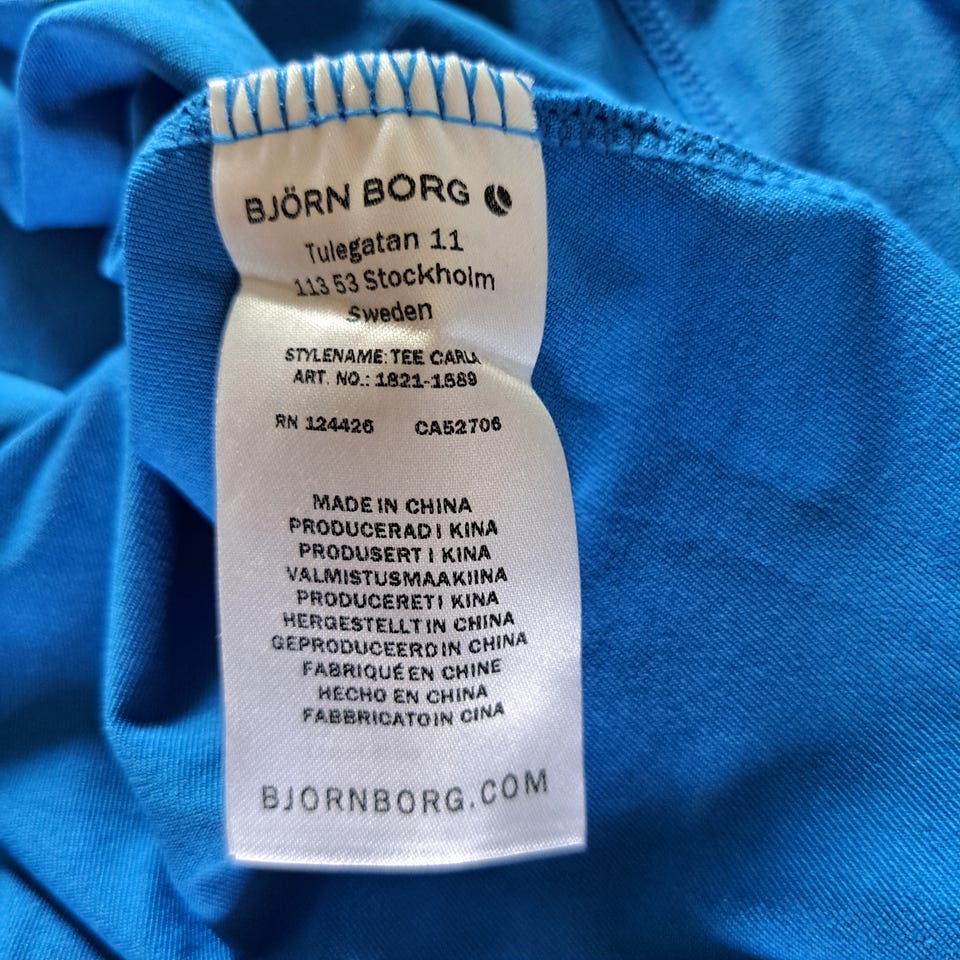 BJÖRN BORG
Tulegatan 11
113 53 Stockholm
Sweden
STYLENAME: TEE CARLA
ART. NO.: 1821-1589
RN 124426 CA52706
MADE IN CHINA
PRODUCERAD I KINA
PRODUSERT I KINA
VALMISTUSMAA KIINA
PRODUCERET I KINA
HERGESTELLT IN CHINA
GEPRODUCEERD IN CHINA
FABRIQUÉ EN CHINE
HECHO EN CHINA
FABBRICATO IN CINA
BJORNBORG.COM